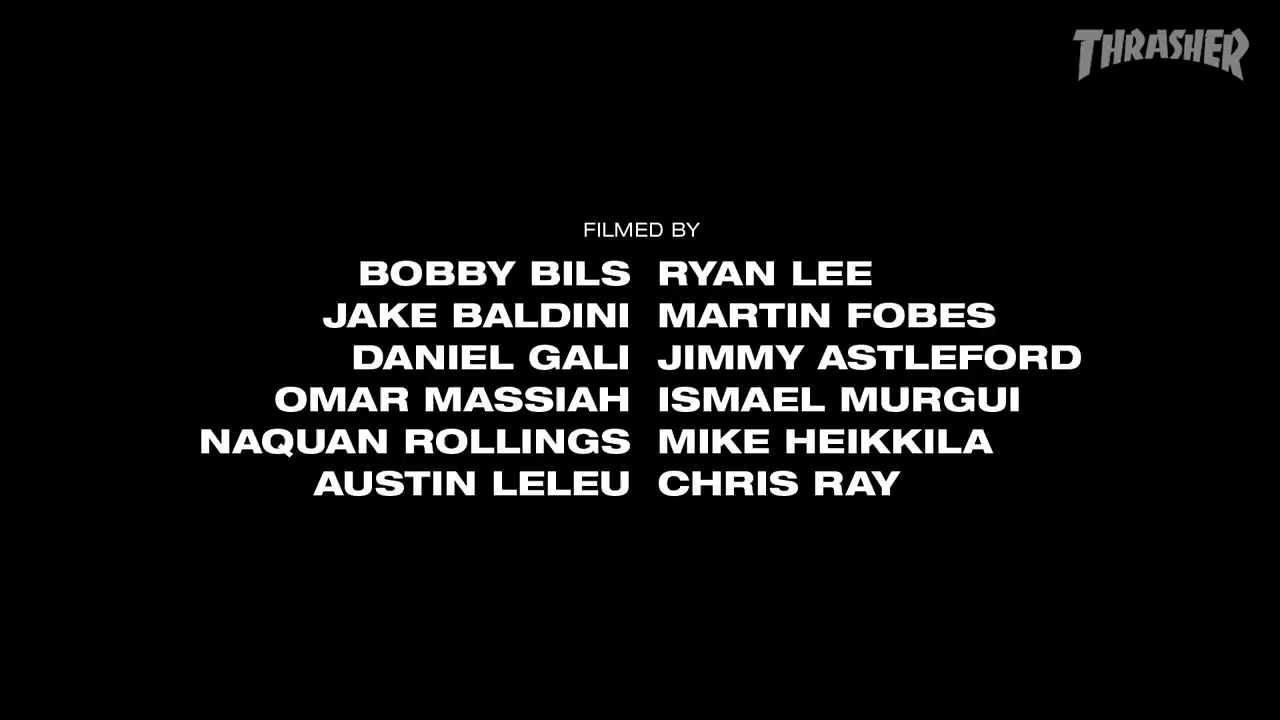 THRASHER
FILMED BY
BOBBY BILS RYAN LEE
JAKE BALDINI MARTIN FOBES
DANIEL GALI JIMMY ASTLEFORD
OMAR MASSIAH ISMAEL MURGUI
NAQUAN ROLLINGS MIKE HEIKKILA
AUSTIN LELEU CHRIS RAY